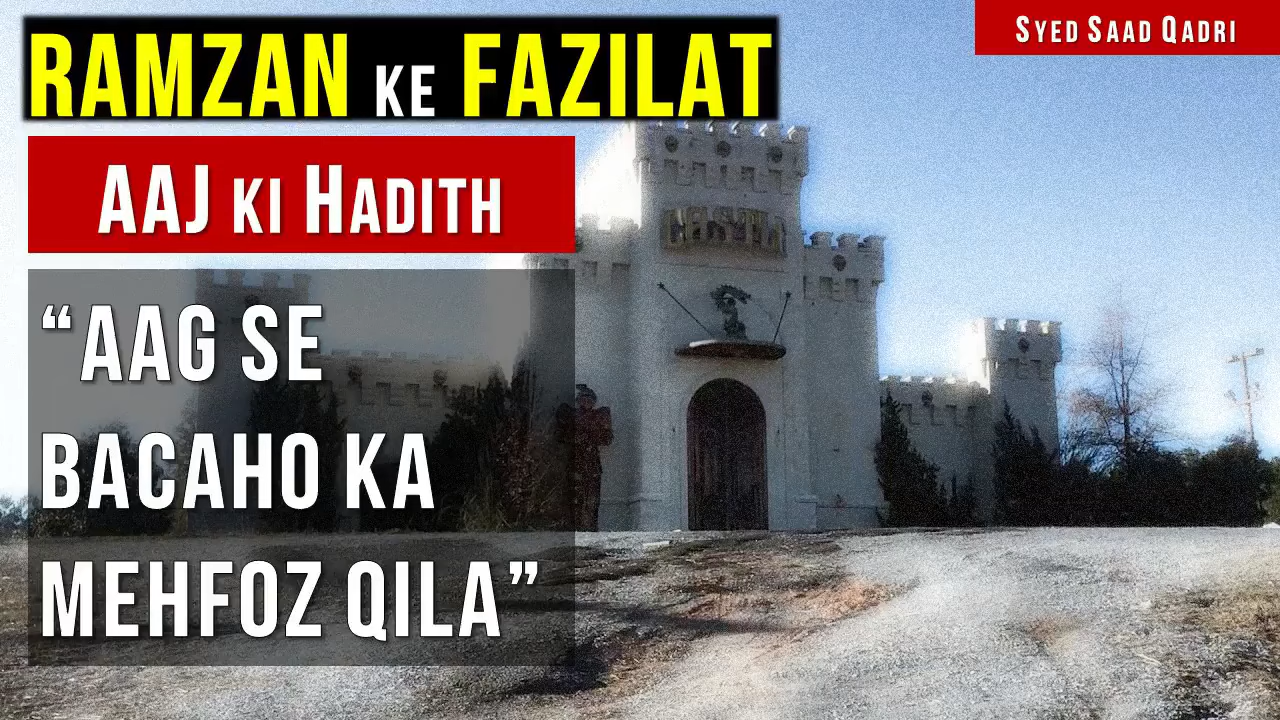 RAMZAN KE FAZILAT
SYED SAAD QADRI
AAJ KI HADITH
“AAG SE
BACAHO KA
MEHFOZ QILA”